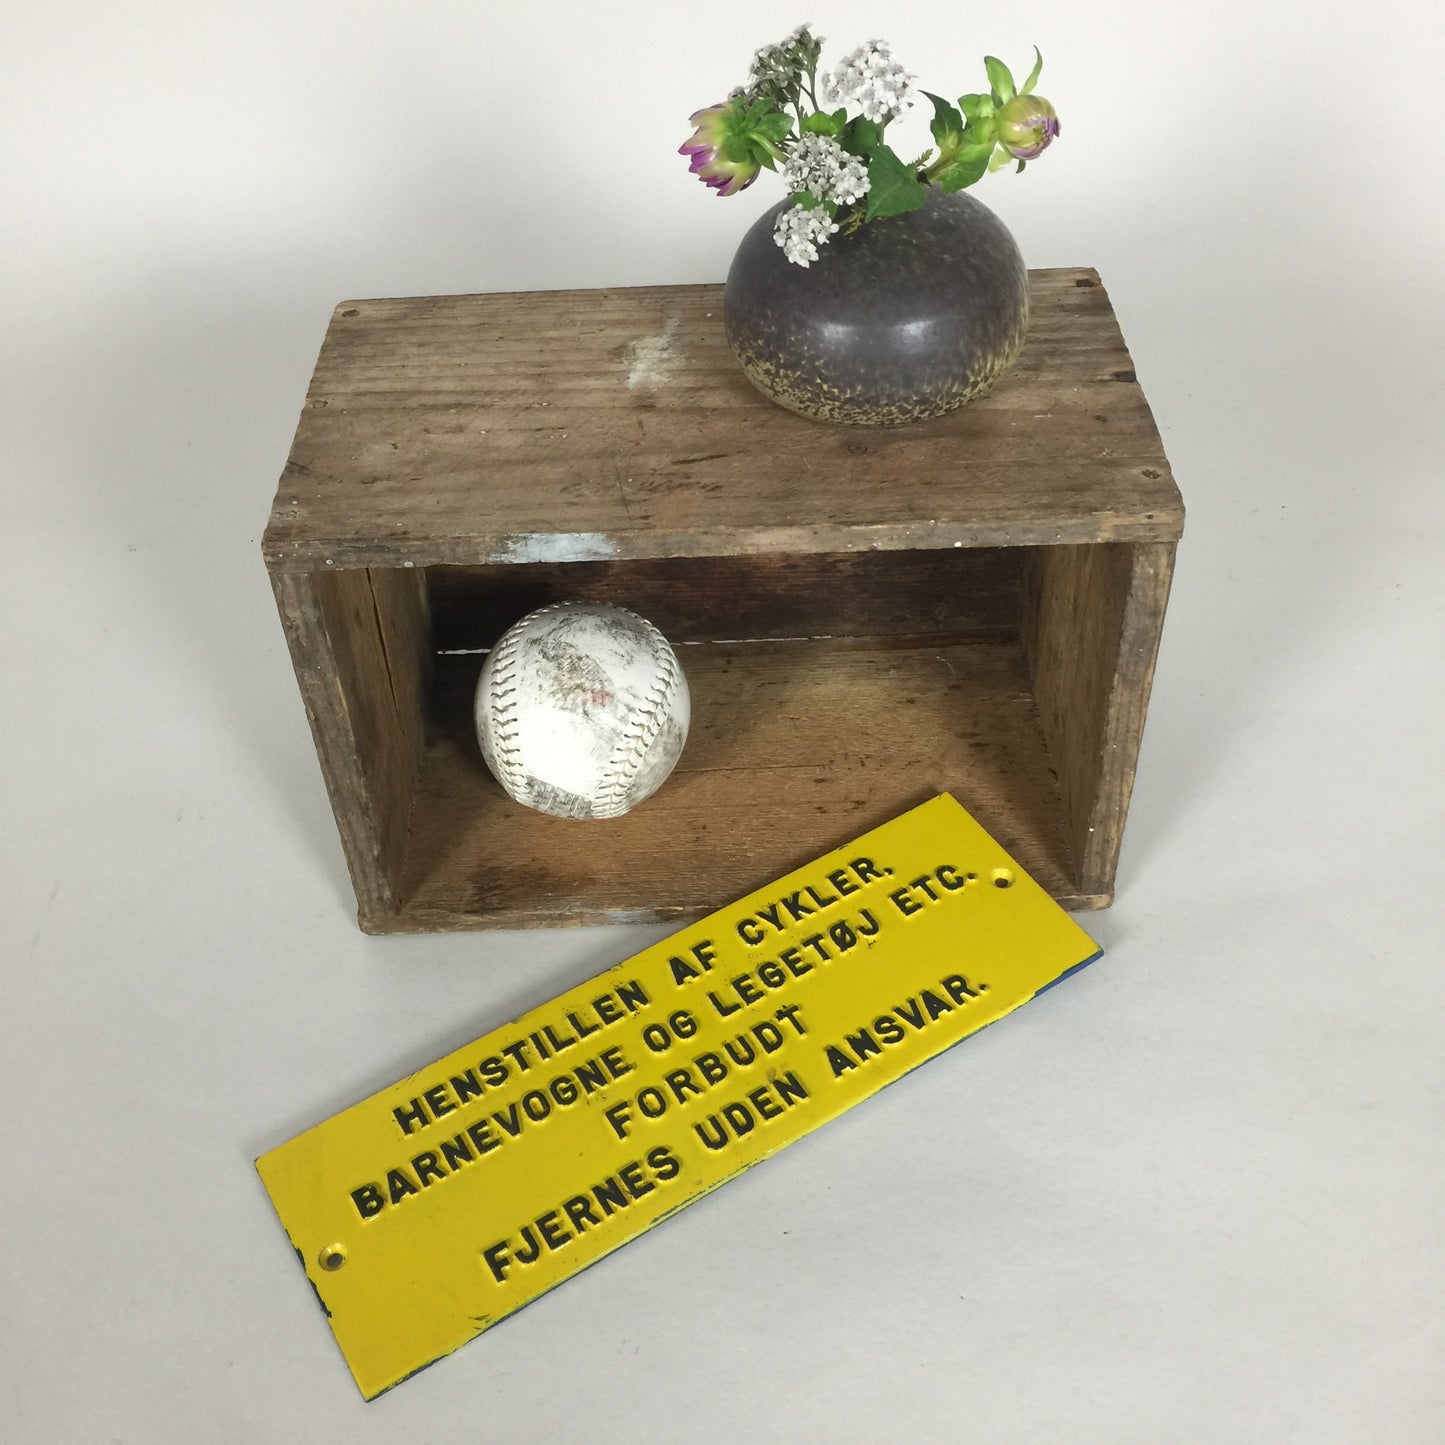 HENSTILLEN AF CYKLER,
BARNEVOGNE OG LEGETØJ ETC.
FORBUDT
FJERNES UDEN ANSVAR.